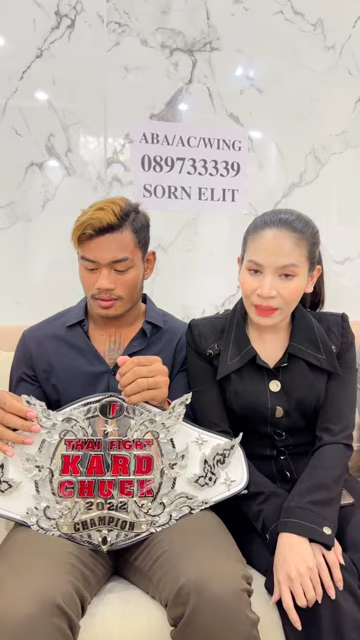 ABA/AC/WING
089733339
SORN ELIT
THAI FIGHT
KARD
CHUEK
2022
CHAMPION